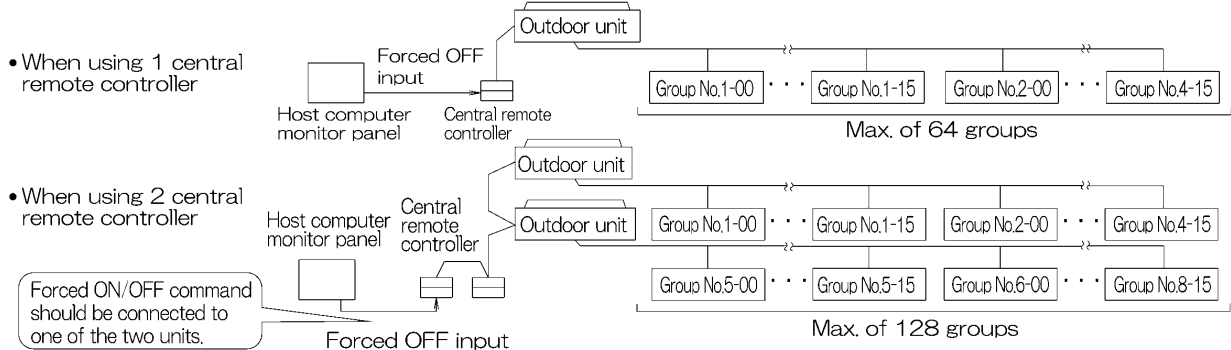 • When using 1 central
remote controller
Outdoor unit
Forced OFF
input
Host computer
monitor panel
Central remote
controller
Group No.1-00 ··· Group No.1-15 Group No.2-00 ··· Group No.4-15
Max. of 64 groups
• When using 2 central
remote controller
Outdoor unit
Outdoor unit
Host computer
monitor panel
Central
remote
controller
Group No.1-00 ··· Group No.1-15 Group No.2-00 ··· Group No.4-15
Group No.5-00 ··· Group No.5-15 Group No.6-00 ··· Group No.8-15
Forced ON/OFF command
should be connected to
one of the two units.
Forced OFF input
Max. of 128 groups